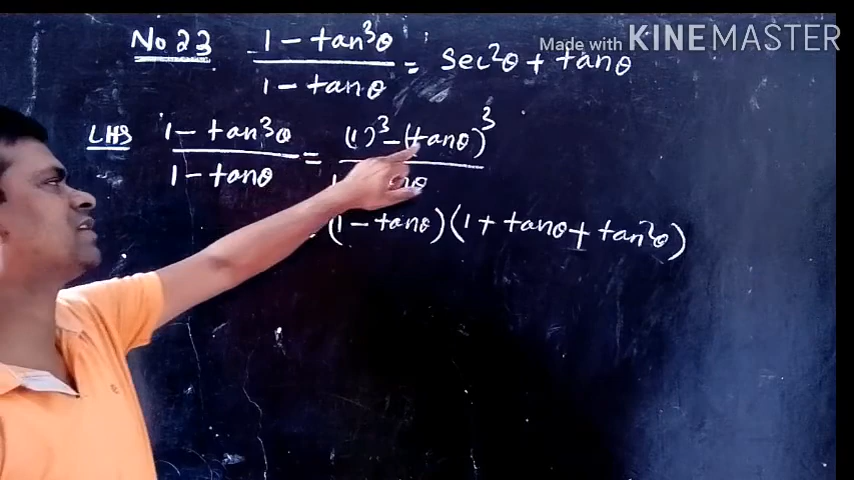 No 23 1 - tan³θ / 1 - tanθ = sec²θ + tanθ
Made with KINEMASTER
LHS 1 - tan³θ / 1 - tanθ = (1)³ - (tanθ)³ / 1
(1 - tanθ)(1 + tanθ + tan²θ)